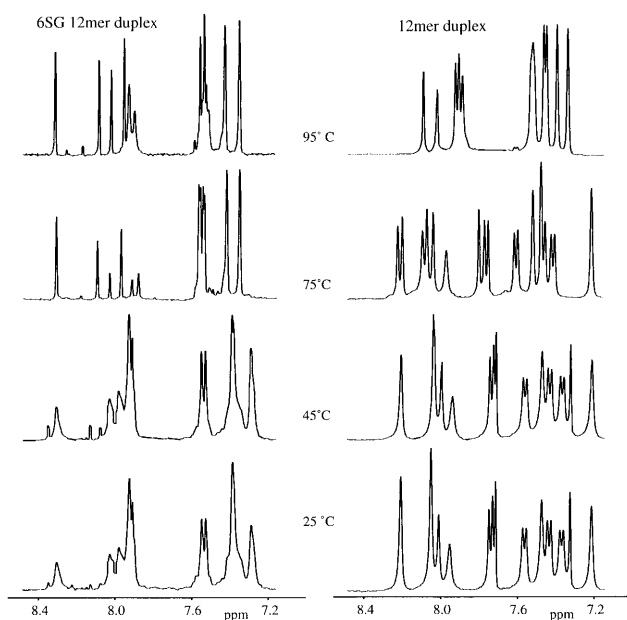 6SG 12mer duplex
12mer duplex
95° C
75°C
45°C
25 °C
8.4 8.0 7.6 ppm 7.2
8.4 8.0 7.6 ppm 7.2